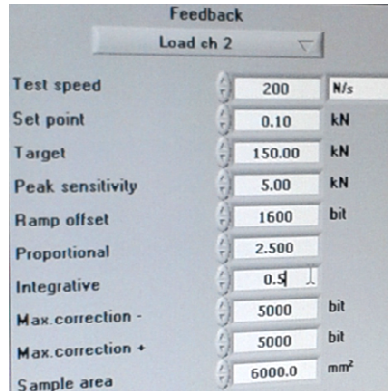 Feedback
Load ch 2
Test speed 200 N/s
Set point 0.10 kN
Target 150.00 kN
Peak sensitivity 5.00 kN
Ramp offset 1600 bit
Proportional 2.500
Integrative 0.5
Max.correction - 5000 bit
Max.correction + 5000 bit
Sample area 6000.0 mm²